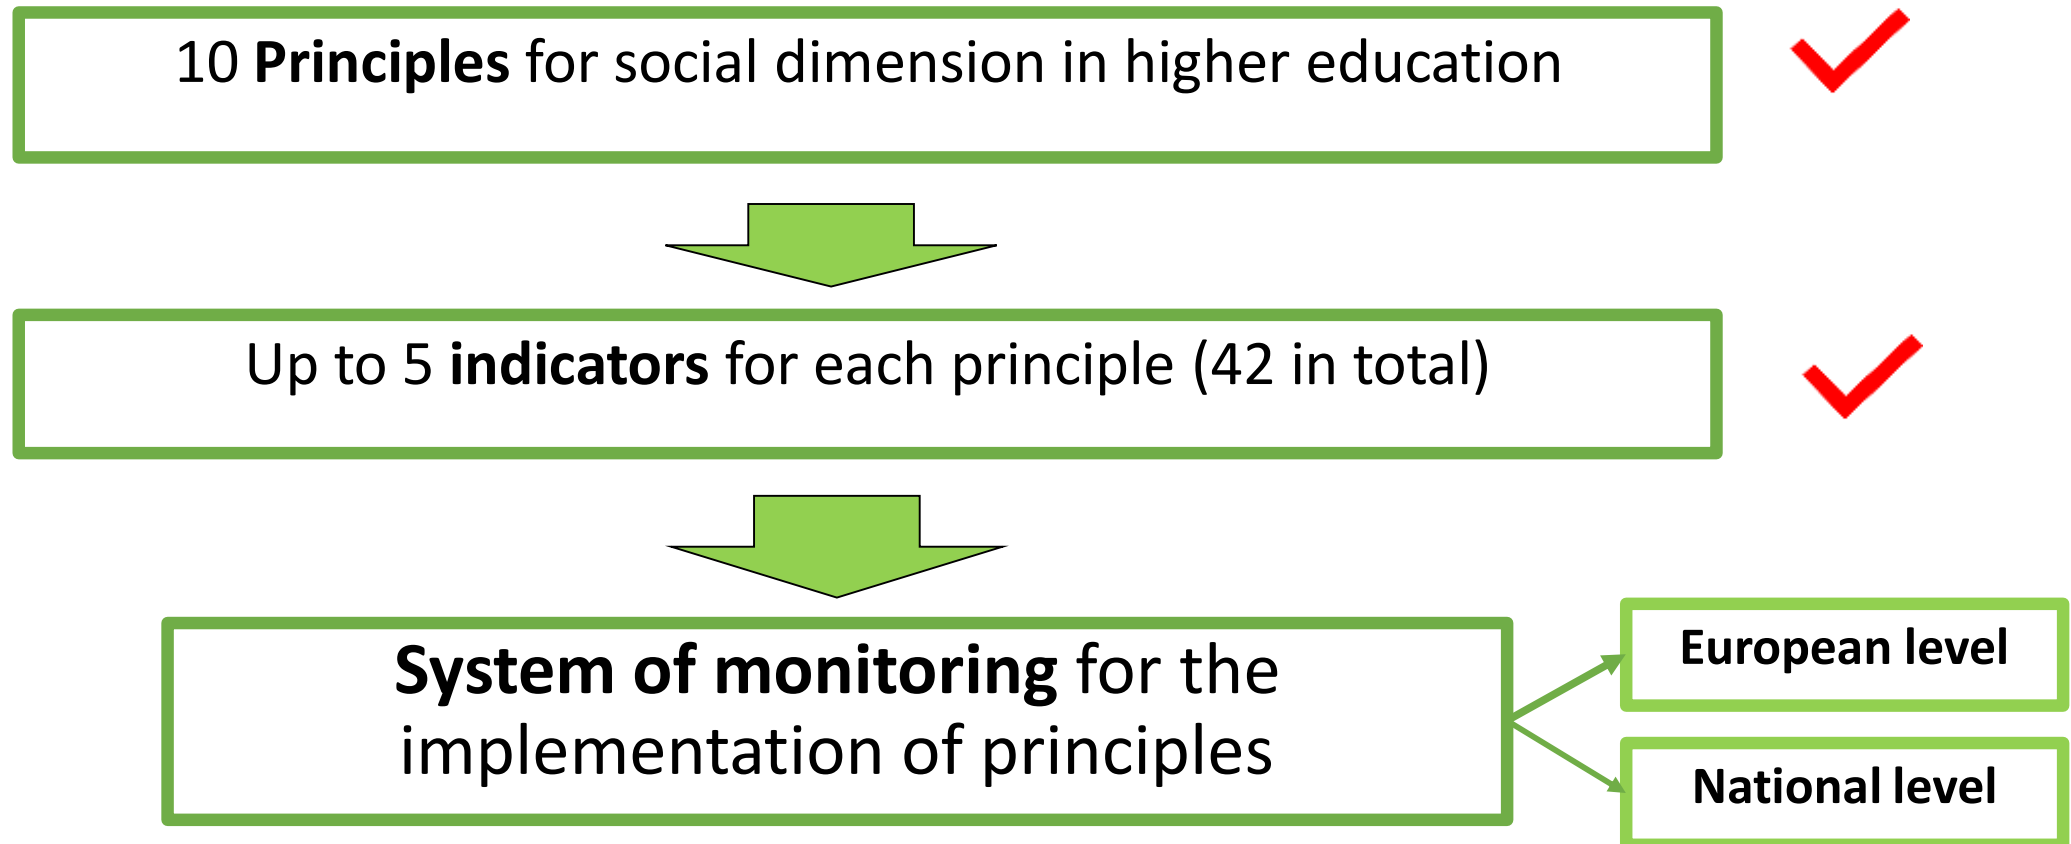 10 Principles for social dimension in higher education
Up to 5 indicators for each principle (42 in total)
System of monitoring for the
implementation of principles
European level
National level